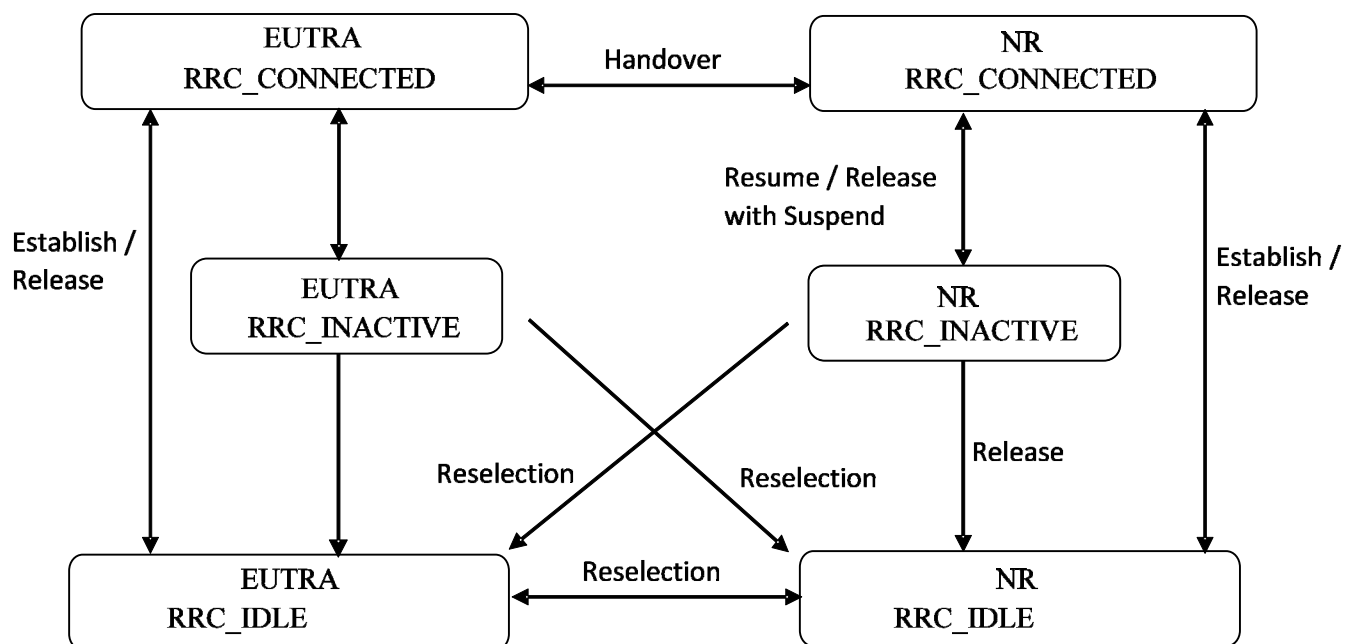 EUTRA
RRC_CONNECTED
Handover
NR
RRC_CONNECTED
Establish /
Release
Resume / Release
with Suspend
Establish /
Release
EUTRA
RRC_INACTIVE
NR
RRC_INACTIVE
Reselection
Reselection
Release
EUTRA
RRC_IDLE
Reselection
NR
RRC_IDLE